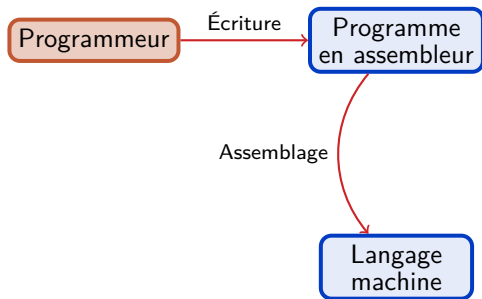 Programmeur
Écriture
Programme
en assembleur
Assemblage
Langage
machine